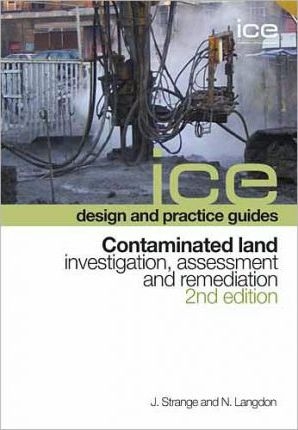 ice
ice
design and practice guides
Contaminated land
investigation, assessment
and remediation
2nd edition
J. Strange and N. Langdon